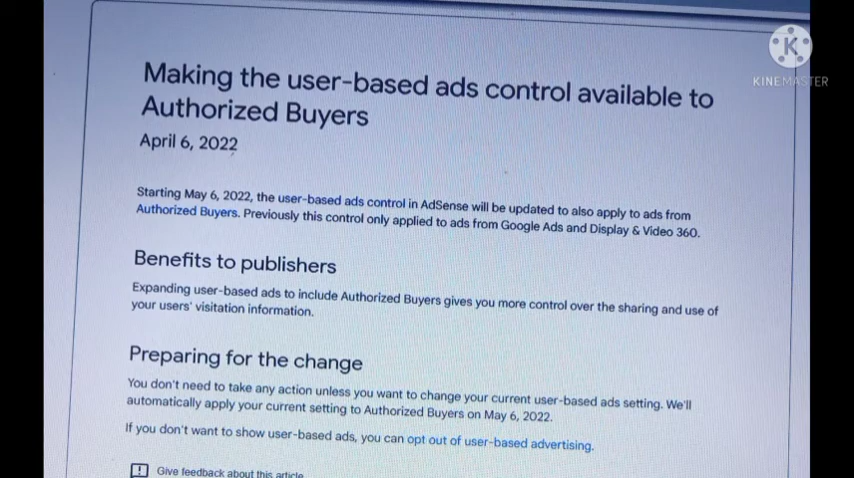 Making the user-based ads control available to
Authorized Buyers
April 6, 2022
Starting May 6, 2022, the user-based ads control in AdSense will be updated to also apply to ads from
Authorized Buyers. Previously this control only applied to ads from Google Ads and Display & Video 360.
Benefits to publishers
Expanding user-based ads to include Authorized Buyers gives you more control over the sharing and use of
your users' visitation information.
Preparing for the change
You don't need to take any action unless you want to change your current user-based ads setting. We'll
automatically apply your current setting to Authorized Buyers on May 6, 2022.
If you don't want to show user-based ads, you can opt out of user-based advertising.
Give feedback about this article
K
KINEMASTER